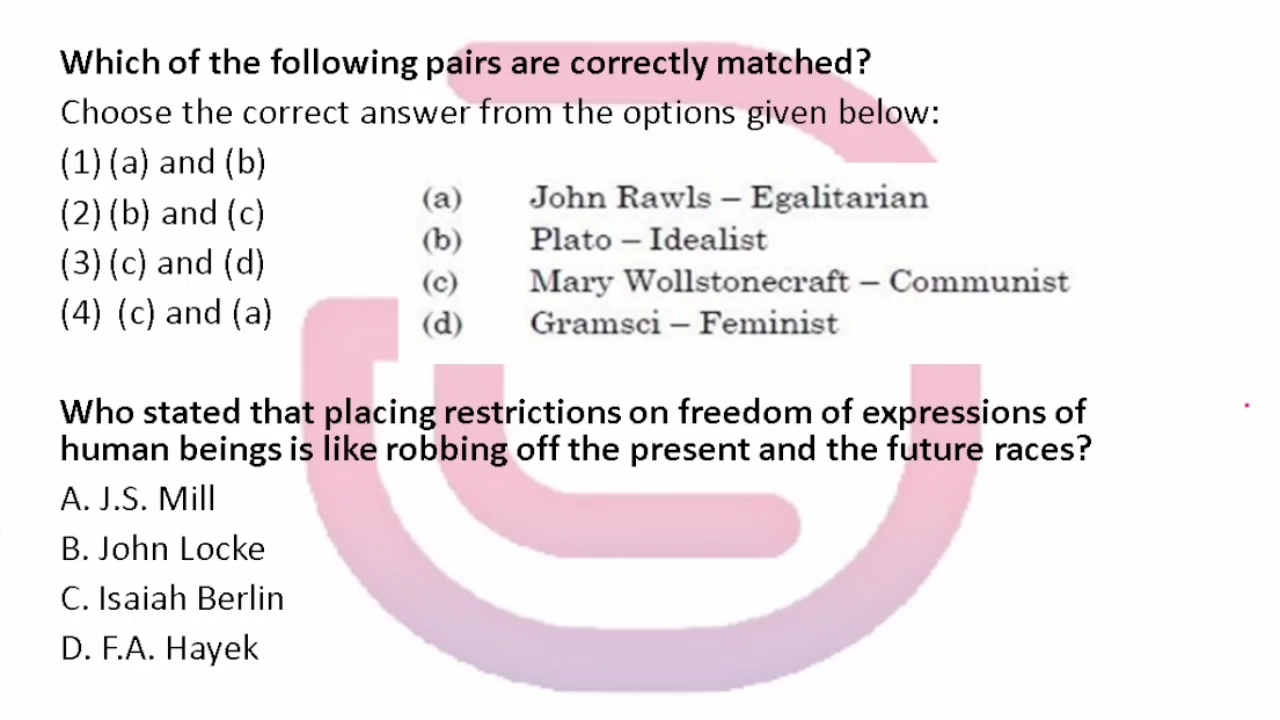 Which of the following pairs are correctly matched?
Choose the correct answer from the options given below:
(1) (a) and (b)
(2) (b) and (c)
(3) (c) and (d)
(4) (c) and (a)
(a) John Rawls – Egalitarian
(b) Plato – Idealist
(c) Mary Wollstonecraft – Communist
(d) Gramsci – Feminist
Who stated that placing restrictions on freedom of expressions of
human beings is like robbing off the present and the future races?
A. J.S. Mill
B. John Locke
C. Isaiah Berlin
D. F.A. Hayek